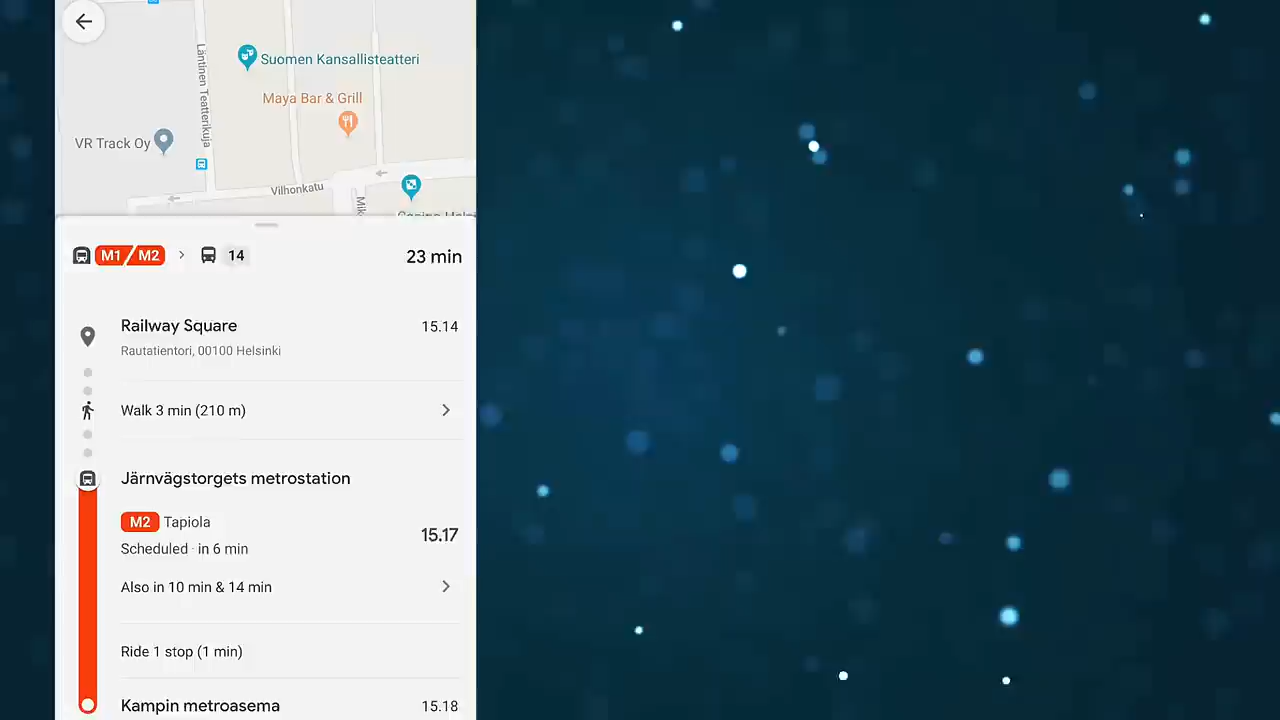 Läntinen Teatterikuja
Suomen Kansallisteatteri
Maya Bar & Grill
VR Track Oy
Vilhonkatu
M1/M2 > 14 23 min
Railway Square 15.14
Rautatientori, 00100 Helsinki
Walk 3 min (210 m)
Järnvägstorgets metrostation
M2 Tapiola
15.17
Scheduled · in 6 min
Also in 10 min & 14 min
Ride 1 stop (1 min)
Kampin metroasema 15.18